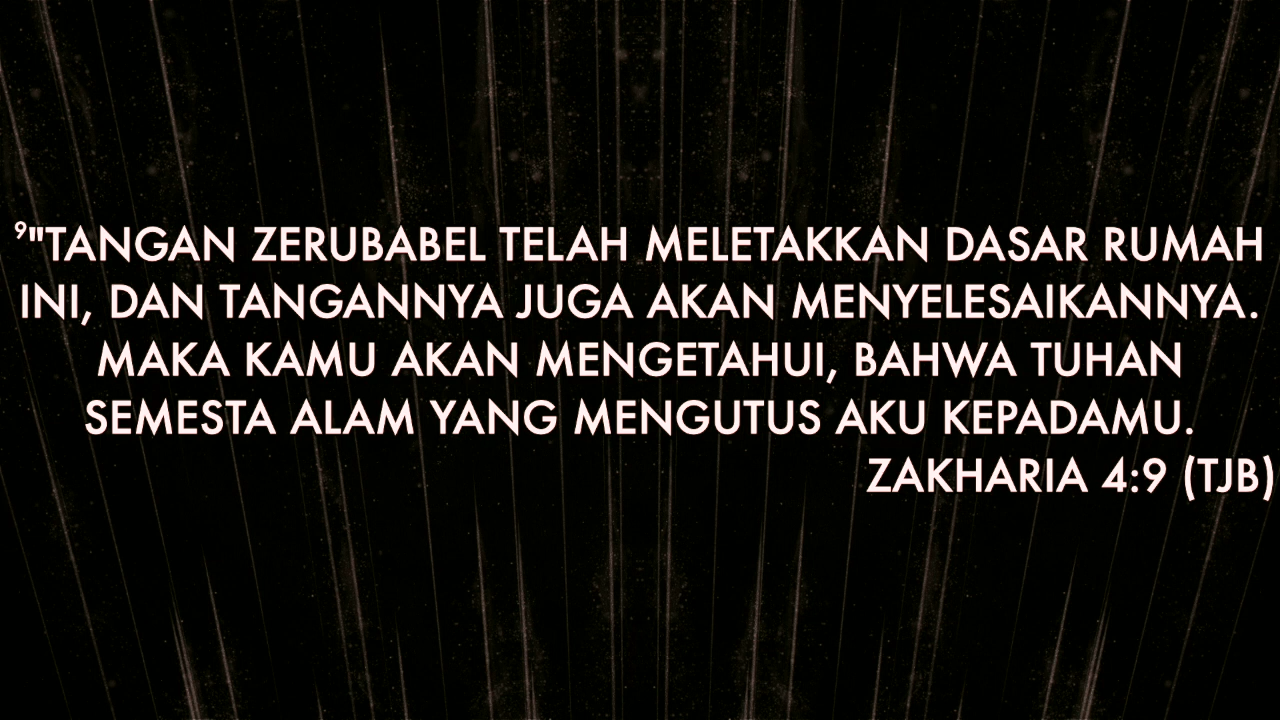 ⁹"TANGAN ZERUBABEL TELAH MELETAKKAN DASAR RUMAH
INI, DAN TANGANNYA JUGA AKAN MENYELESAIKANNYA.
MAKA KAMU AKAN MENGETAHUI, BAHWA TUHAN
SEMESTA ALAM YANG MENGUTUS AKU KEPADAMU.
ZAKHARIA 4:9 (TJB)